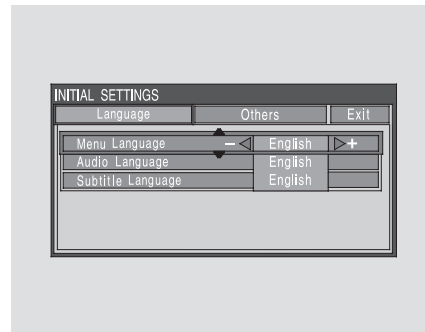 INITIAL SETTINGS
Language Others Exit
Menu Language – English +
Audio Language English
Subtitle Language English